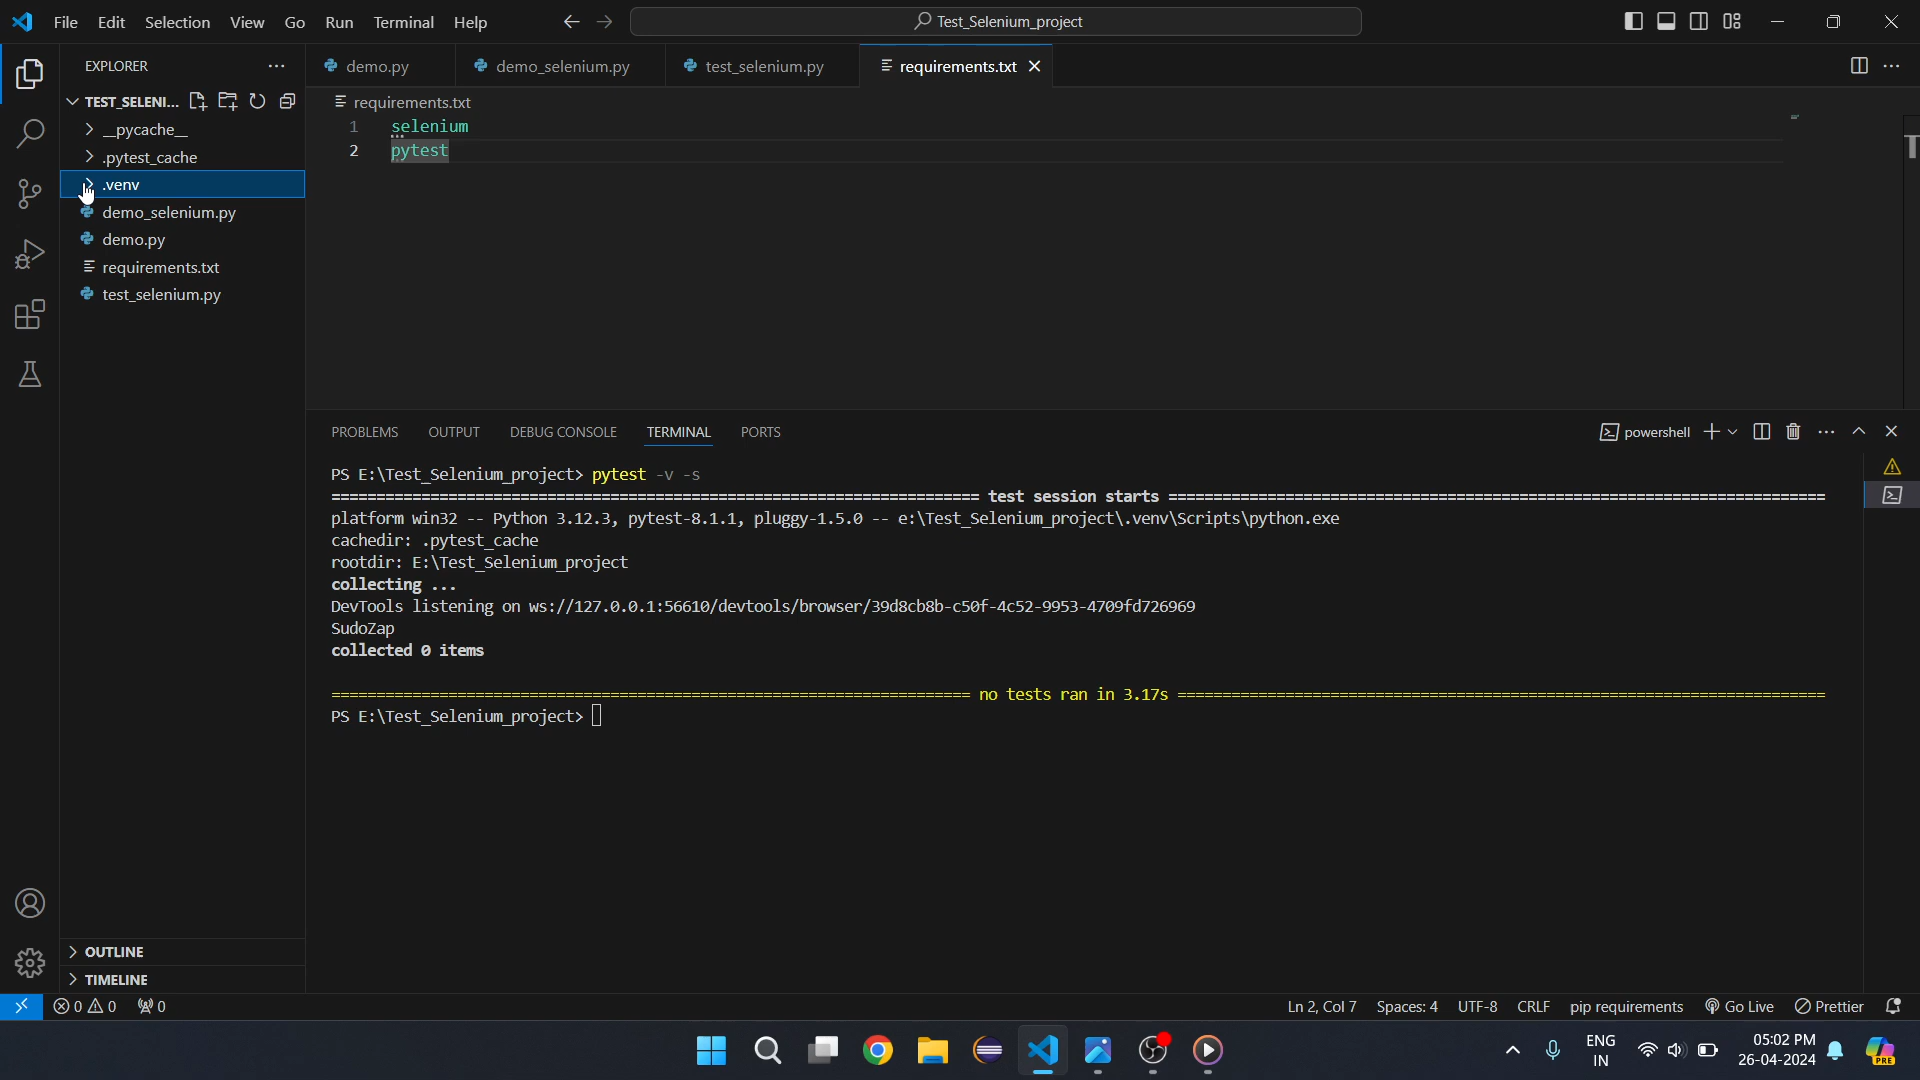 File Edit Selection View Go Run Terminal Help
Test_Selenium_project
EXPLORER
TEST_SELENI...
__pycache__
.pytest_cache
.venv
demo_selenium.py
demo.py
requirements.txt
test_selenium.py
OUTLINE
TIMELINE
demo.py demo_selenium.py test_selenium.py requirements.txt
requirements.txt
1 selenium
2 pytest
PROBLEMS OUTPUT DEBUG CONSOLE TERMINAL PORTS
powershell
PS E:\Test_Selenium_project> pytest -v -s
=============== test session starts ===============
platform win32 -- Python 3.12.3, pytest-8.1.1, pluggy-1.5.0 -- e:\Test_Selenium_project\.venv\Scripts\python.exe
cachedir: .pytest_cache
rootdir: E:\Test_Selenium_project
collecting ...
DevTools listening on ws://127.0.0.1:56610/devtools/browser/39d8cb8b-c50f-4c52-9953-4709fd726969
SudoZap
collected 0 items
=============== no tests ran in 3.17s ===============
PS E:\Test_Selenium_project>
0 0 0
Ln 2, Col 7 Spaces: 4 UTF-8 CRLF pip requirements Go Live Prettier
ENG
IN
05:02 PM
26-04-2024
PRE